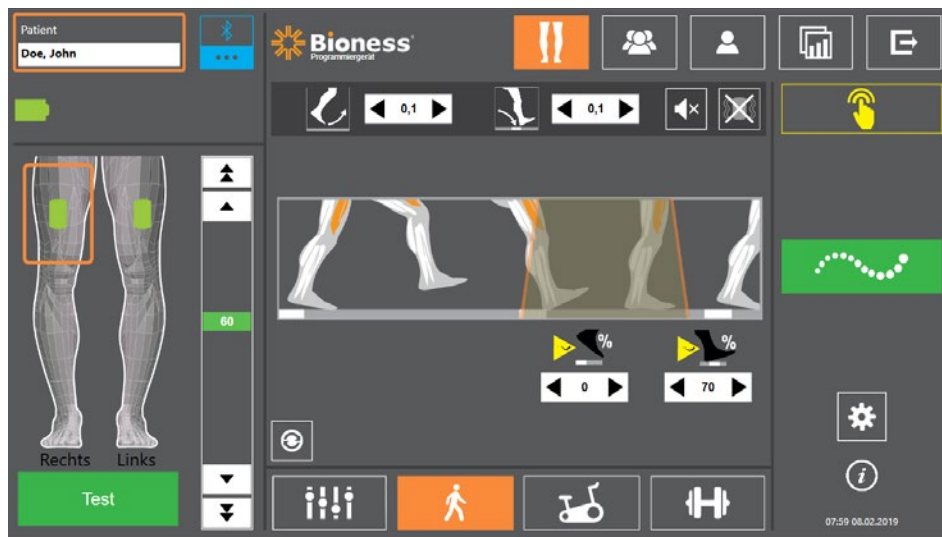 Patient
Doe, John
Bioness
Programmiergerät
0,1
0,1
60
%
%
0
70
Rechts Links
Test
i
07:59 08.02.2019